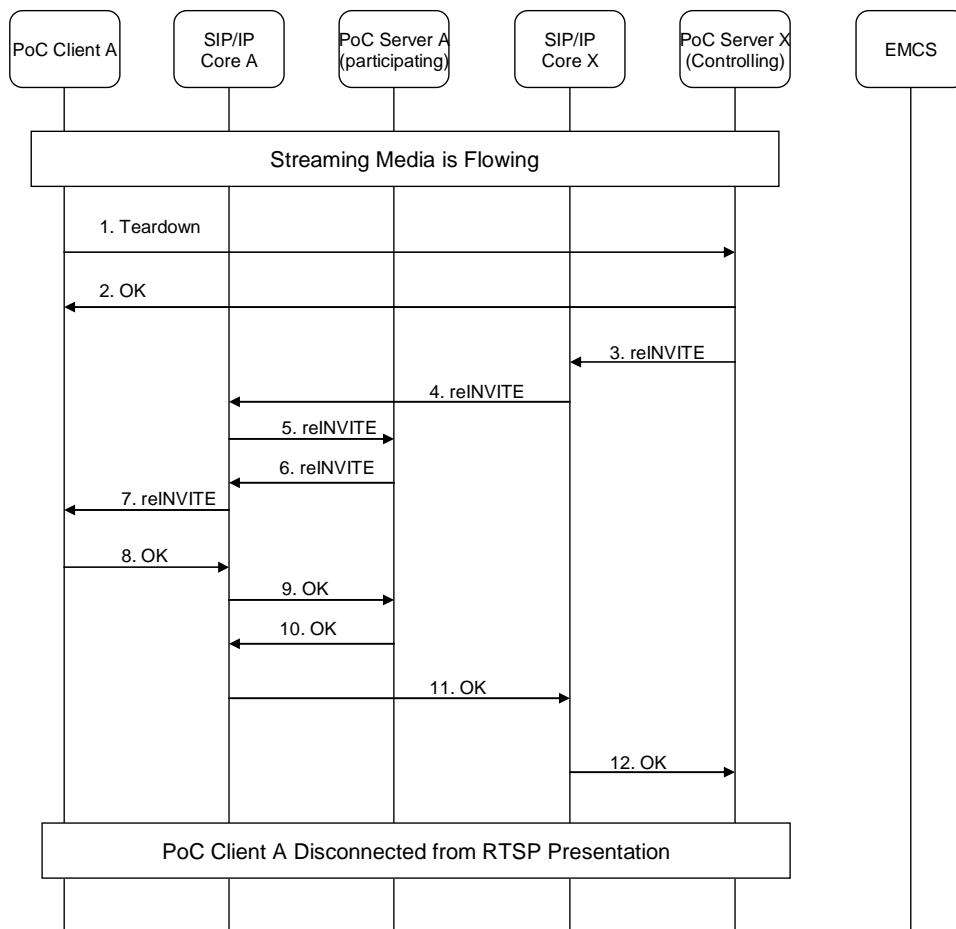 PoC Client A
SIP/IP
Core A
PoC Server A
(participating)
SIP/IP
Core X
PoC Server X
(Controlling)
EMCS
Streaming Media is Flowing
1. Teardown
2. OK
3. reINVITE
4. reINVITE
5. reINVITE
6. reINVITE
7. reINVITE
8. OK
9. OK
10. OK
11. OK
12. OK
PoC Client A Disconnected from RTSP Presentation